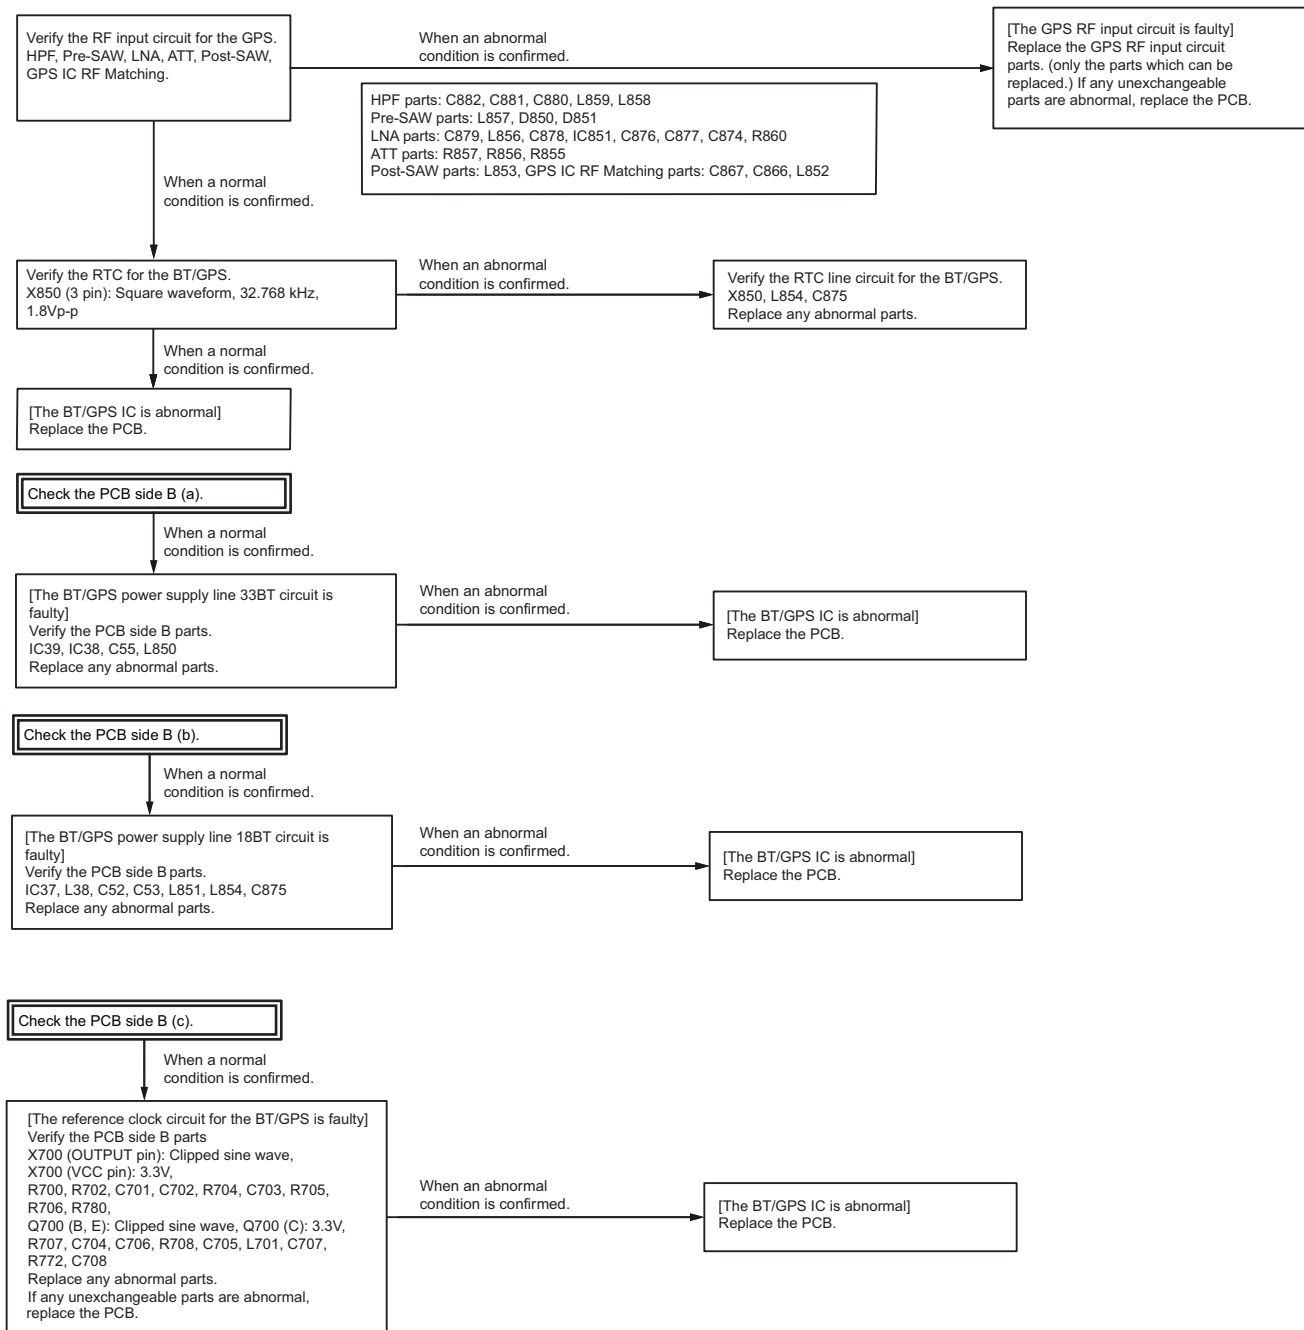 Verify the RF input circuit for the GPS.
HPF, Pre-SAW, LNA, ATT, Post-SAW,
GPS IC RF Matching.
When an abnormal
condition is confirmed.
[The GPS RF input circuit is faulty]
Replace the GPS RF input circuit
parts. (only the parts which can be
replaced.) If any unexchangeable
parts are abnormal, replace the PCB.
HPF parts: C882, C881, C880, L859, L858
Pre-SAW parts: L857, D850, D851
LNA parts: C879, L856, C878, IC851, C876, C877, C874, R860
ATT parts: R857, R856, R855
Post-SAW parts: L853, GPS IC RF Matching parts: C867, C866, L852
When a normal
condition is confirmed.
Verify the RTC for the BT/GPS.
X850 (3 pin): Square waveform, 32.768 kHz,
1.8Vp-p
When an abnormal
condition is confirmed.
Verify the RTC line circuit for the BT/GPS.
X850, L854, C875
Replace any abnormal parts.
When a normal
condition is confirmed.
[The BT/GPS IC is abnormal]
Replace the PCB.
Check the PCB side B (a).
When a normal
condition is confirmed.
[The BT/GPS power supply line 33BT circuit is
faulty]
Verify the PCB side B parts.
IC39, IC38, C55, L850
Replace any abnormal parts.
When an abnormal
condition is confirmed.
[The BT/GPS IC is abnormal]
Replace the PCB.
Check the PCB side B (b).
When a normal
condition is confirmed.
[The BT/GPS power supply line 18BT circuit is
faulty]
Verify the PCB side B parts.
IC37, L38, C52, C53, L851, L854, C875
Replace any abnormal parts.
When an abnormal
condition is confirmed.
[The BT/GPS IC is abnormal]
Replace the PCB.
Check the PCB side B (c).
When a normal
condition is confirmed.
[The reference clock circuit for the BT/GPS is faulty]
Verify the PCB side B parts
X700 (OUTPUT pin): Clipped sine wave,
X700 (VCC pin): 3.3V,
R700, R702, C701, C702, R704, C703, R705,
R706, R780,
Q700 (B, E): Clipped sine wave, Q700 (C): 3.3V,
R707, C704, C706, R708, C705, L701, C707,
R772, C708
Replace any abnormal parts.
If any unexchangeable parts are abnormal,
replace the PCB.
When an abnormal
condition is confirmed.
[The BT/GPS IC is abnormal]
Replace the PCB.